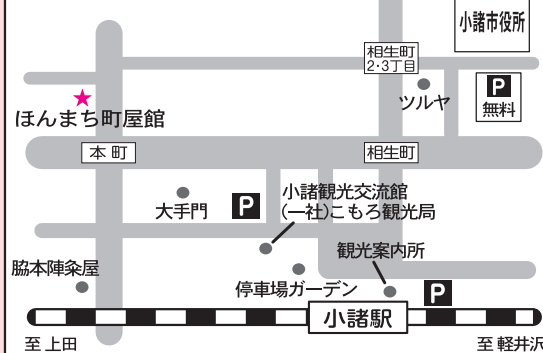 小諸市役所
相生町
2・3丁目
ツルヤ
P
無料
ほんまち町屋館
本町
相生町
小諸観光交流館
(一社)こもろ観光局
大手門
P
観光案内所
脇本陣粂屋
停車場ガーデン
P
小諸駅
至 上田
至 軽井沢